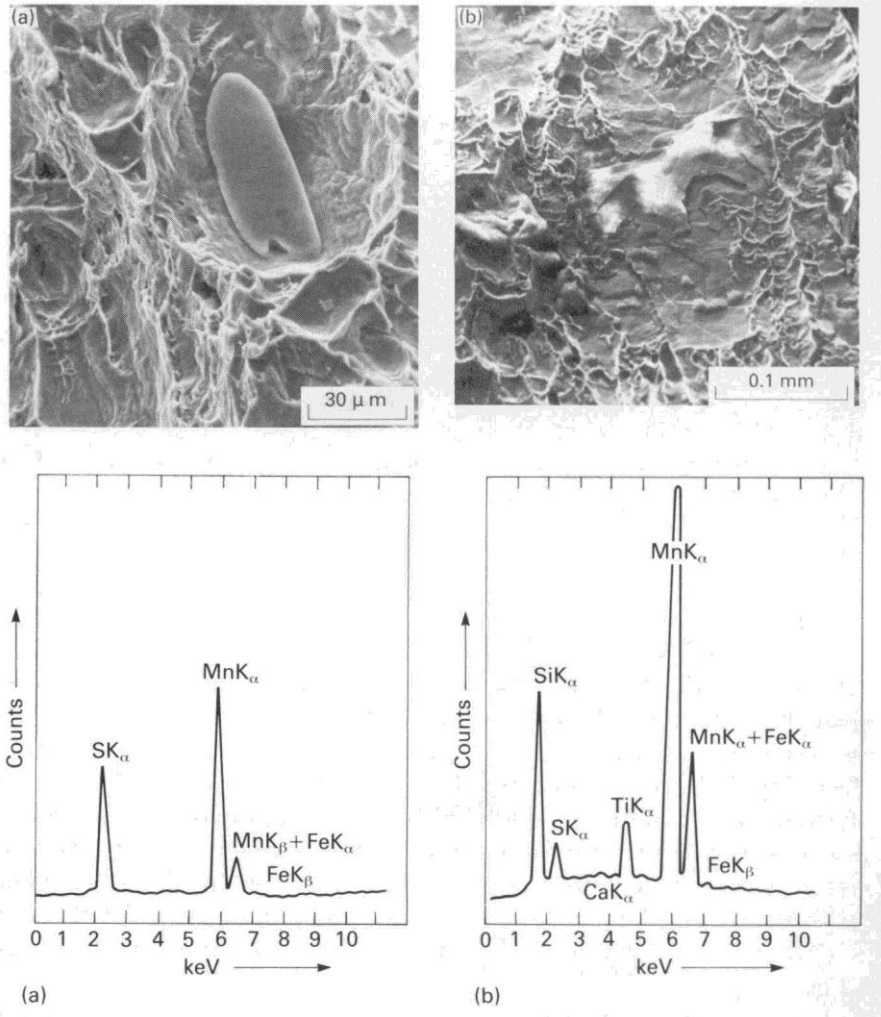 (a)
30 μm
(b)
0.1 mm
Counts
SKα
MnKα
MnKβ+FeKα
FeKβ
0 1 2 3 4 5 6 7 8 9 10
keV
(a)
Counts
SiKα
SKα
CaKα
TiKα
MnKα
MnKα+FeKα
FeKβ
0 1 2 3 4 5 6 7 8 9 10
keV
(b)